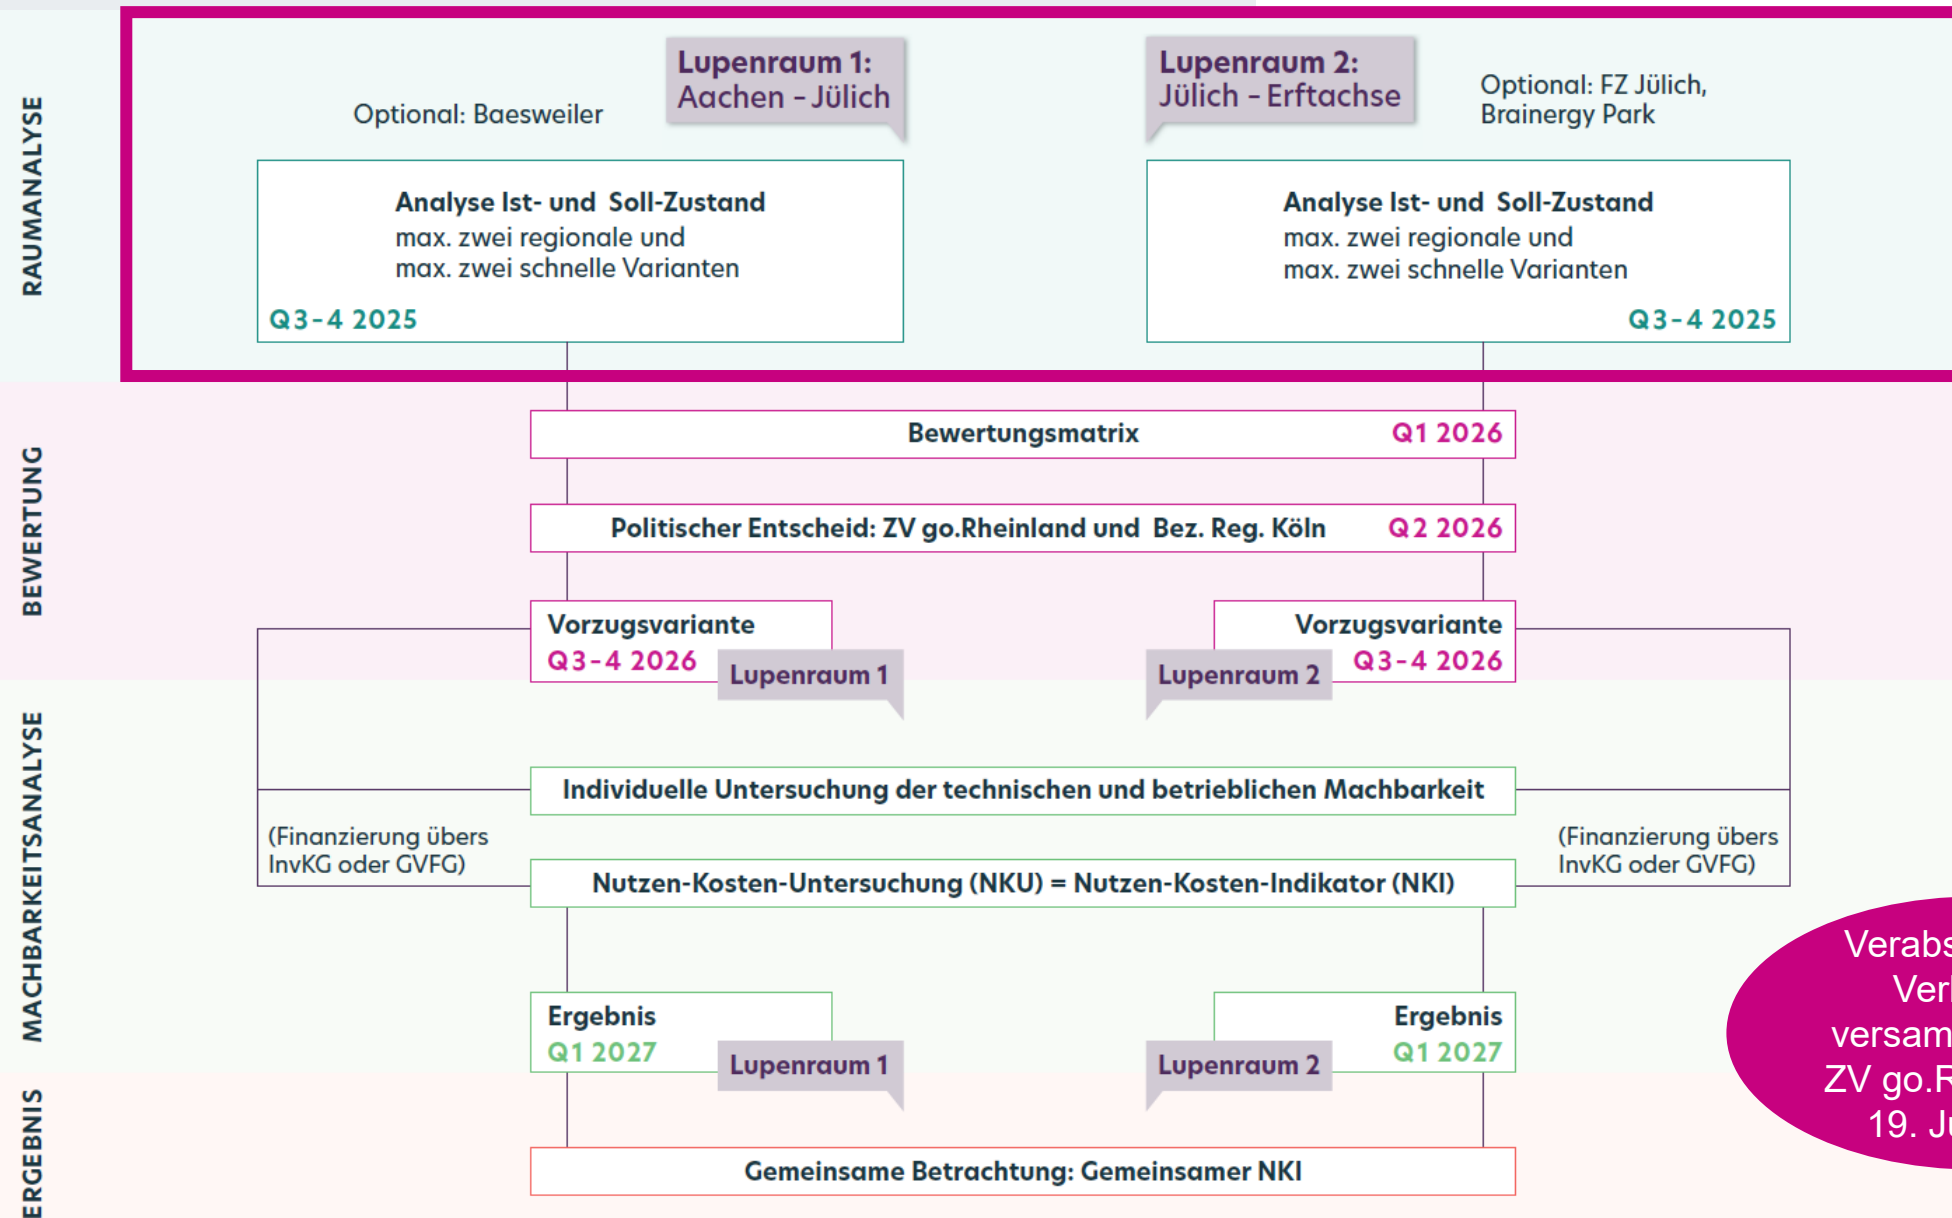 RAUMANALYSE
Optional: Baesweiler
Lupenraum 1:
Aachen – Jülich
Lupenraum 2:
Jülich – Erftachse
Optional: FZ Jülich,
Brainergy Park
Analyse Ist- und Soll-Zustand
max. zwei regionale und
max. zwei schnelle Varianten
Q3–4 2025
Analyse Ist- und Soll-Zustand
max. zwei regionale und
max. zwei schnelle Varianten
Q3–4 2025
BEWERTUNG
Bewertungsmatrix Q1 2026
Politischer Entscheid: ZV go.Rheinland und Bez. Reg. Köln Q2 2026
Vorzugsvariante
Q3–4 2026
Lupenraum 1
Vorzugsvariante
Q3–4 2026
Lupenraum 2
MACHBARKEITSANALYSE
Individuelle Untersuchung der technischen und betrieblichen Machbarkeit
(Finanzierung übers
InvKG oder GVFG)
(Finanzierung übers
InvKG oder GVFG)
Nutzen-Kosten-Untersuchung (NKU) = Nutzen-Kosten-Indikator (NKI)
Ergebnis
Q1 2027
Lupenraum 1
Ergebnis
Q1 2027
Lupenraum 2
ERGEBNIS
Gemeinsame Betrachtung: Gemeinsamer NKI
versam
ZV go.R
19.